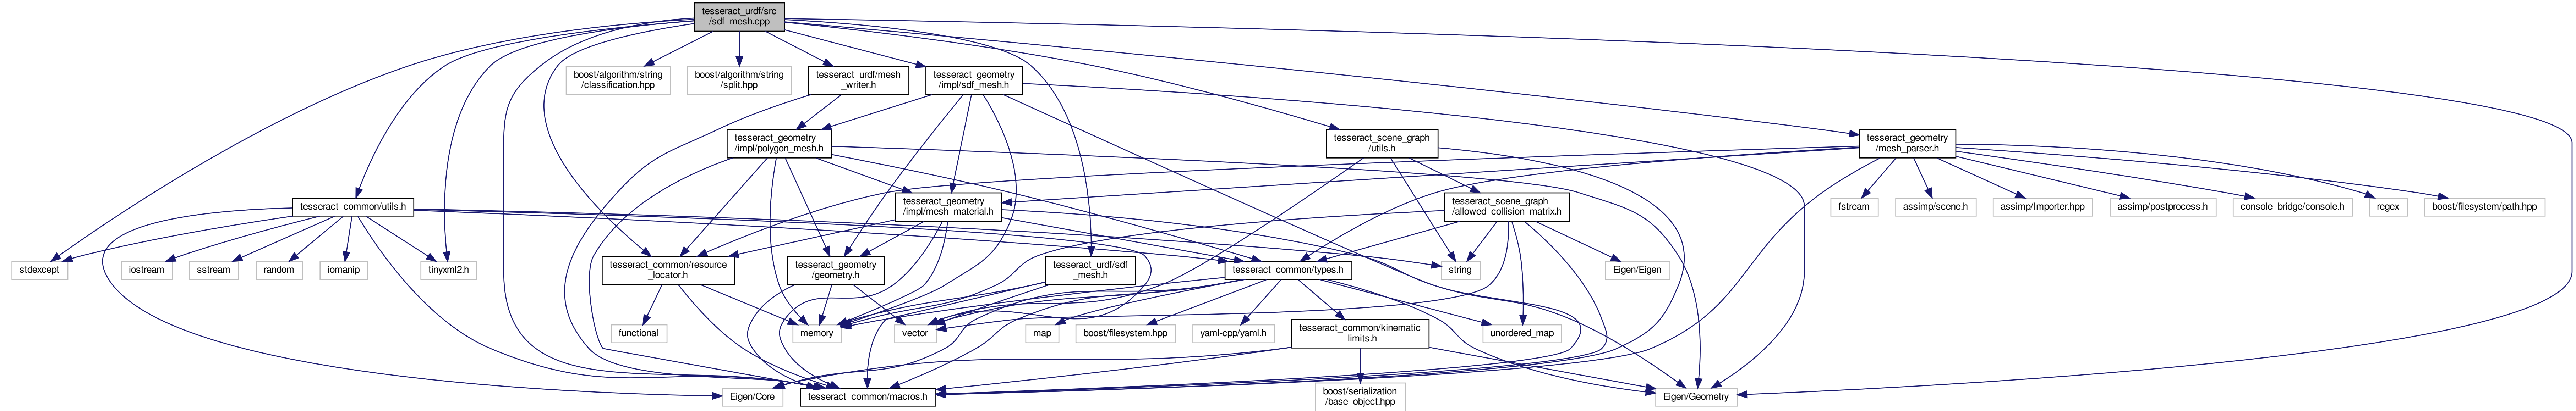 tesseract_urdf/src
/sdf_mesh.cpp
boost/algorithm/string
/classification.hpp
boost/algorithm/string
/split.hpp
tesseract_urdf/mesh
_writer.h
tesseract_geometry
/impl/sdf_mesh.h
tesseract_geometry
/impl/polygon_mesh.h
tesseract_scene_graph
/utils.h
tesseract_geometry
/mesh_parser.h
tesseract_common/utils.h
tesseract_geometry
/impl/mesh_material.h
tesseract_scene_graph
/allowed_collision_matrix.h
fstream
assimp/scene.h
assimp/Importer.hpp
assimp/postprocess.h
console_bridge/console.h
regex
boost/filesystem/path.hpp
stdexcept
iostream
sstream
random
iomanip
tinyxml2.h
tesseract_common/resource
_locator.h
tesseract_geometry
/geometry.h
tesseract_urdf/sdf
_mesh.h
tesseract_common/types.h
string
Eigen/Eigen
functional
memory
vector
map
boost/filesystem.hpp
yaml-cpp/yaml.h
tesseract_common/kinematic
_limits.h
unordered_map
Eigen/Core
tesseract_common/macros.h
boost/serialization
/base_object.hpp
Eigen/Geometry